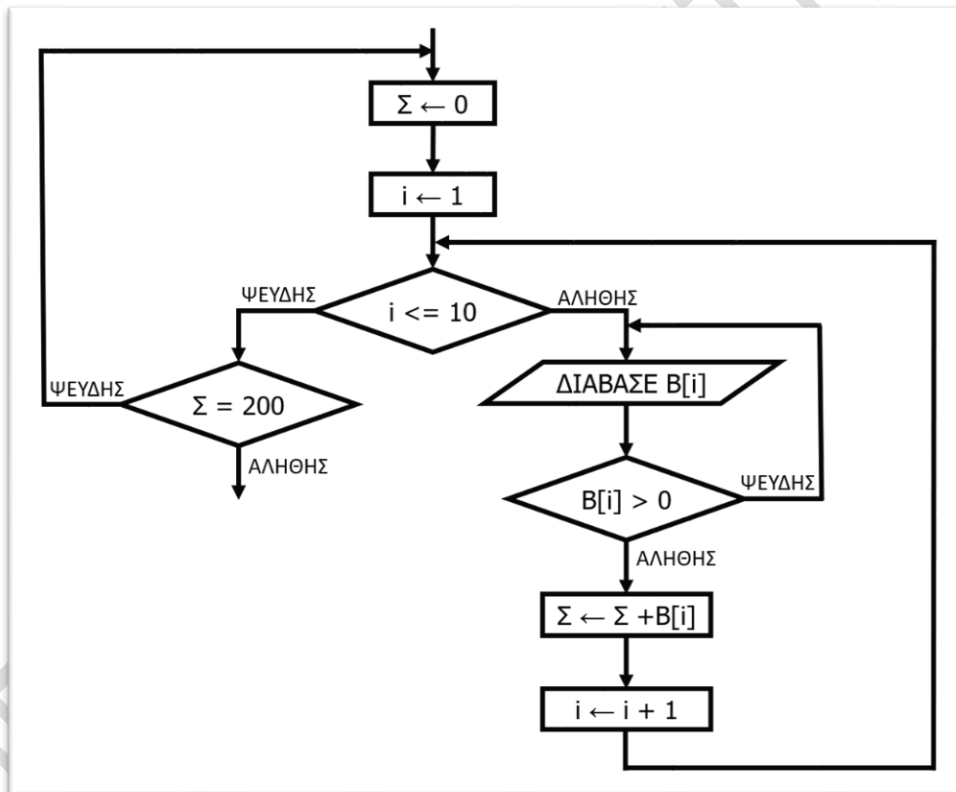 Σ ← 0
i ← 1
ΨΕΥΔΗΣ
i <= 10
ΑΛΗΘΗΣ
ΨΕΥΔΗΣ
Σ = 200
ΑΛΗΘΗΣ
ΔΙΑΒΑΣΕ Β[i]
Β[i] > 0
ΨΕΥΔΗΣ
ΑΛΗΘΗΣ
Σ ← Σ +Β[i]
i ← i + 1